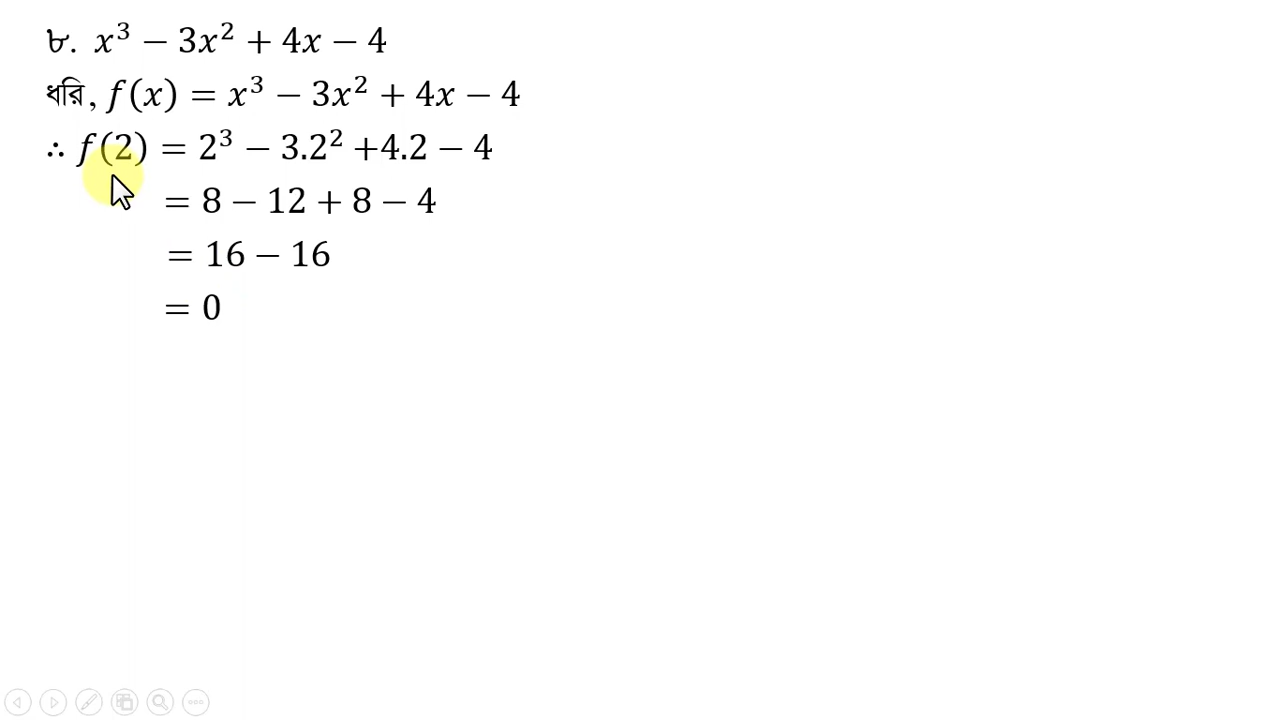 ৮. x³ − 3x² + 4x − 4
ধরি, f(x) = x³ − 3x² + 4x − 4
∴ f(2) = 2³ − 3.2² +4.2 − 4
= 8 − 12 + 8 − 4
= 16 − 16
= 0